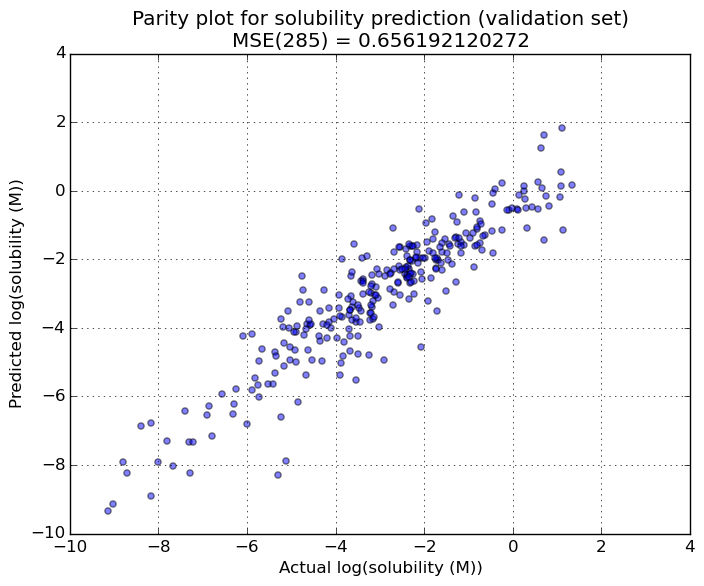 Parity plot for solubility prediction (validation set)
MSE(285) = 0.656192120272
4
2
0
−2
−4
−6
−8
−10
Predicted log(solubility (M))
−10 −8 −6 −4 −2 0 2 4
Actual log(solubility (M))